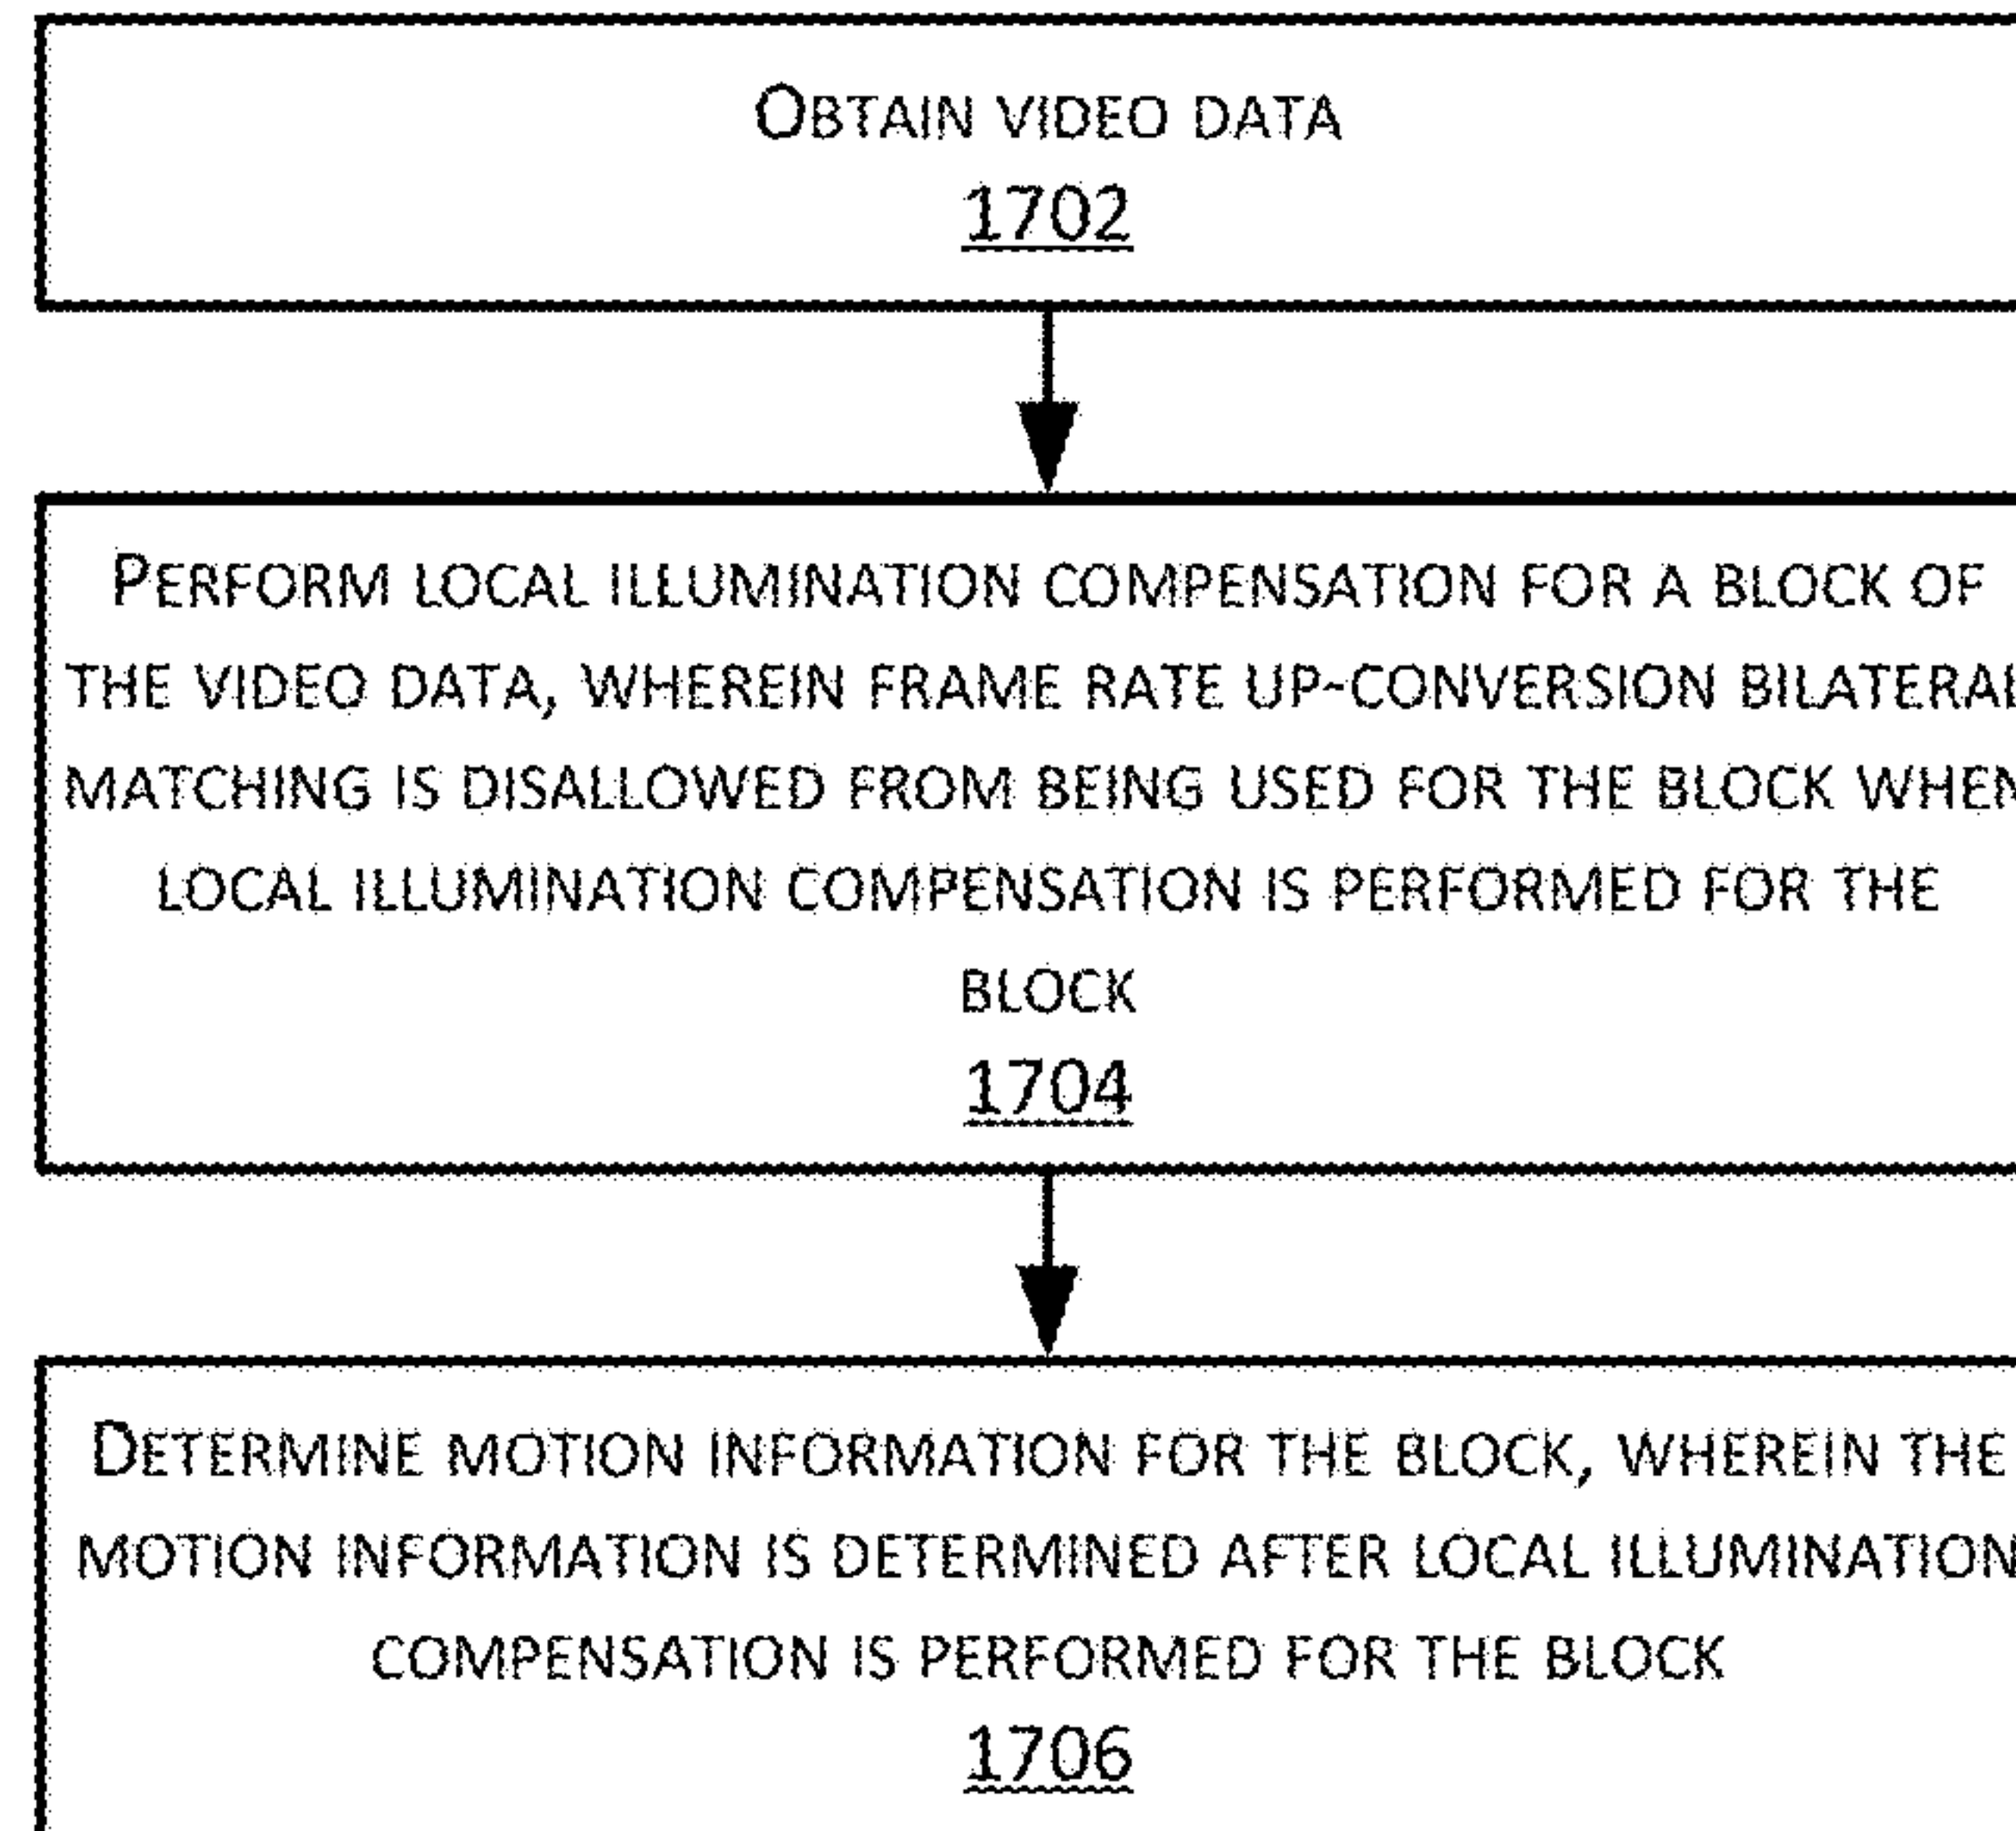 OBTAIN VIDEO DATA
1702
PERFORM LOCAL ILLUMINATION COMPENSATION FOR A BLOCK OF
THE VIDEO DATA, WHEREIN FRAME RATE UP-CONVERSION BILATERAL
MATCHING IS DISALLOWED FROM BEING USED FOR THE BLOCK WHEN
LOCAL ILLUMINATION COMPENSATION IS PERFORMED FOR THE
BLOCK
1704
DETERMINE MOTION INFORMATION FOR THE BLOCK, WHEREIN THE
MOTION INFORMATION IS DETERMINED AFTER LOCAL ILLUMINATION
COMPENSATION IS PERFORMED FOR THE BLOCK
1706